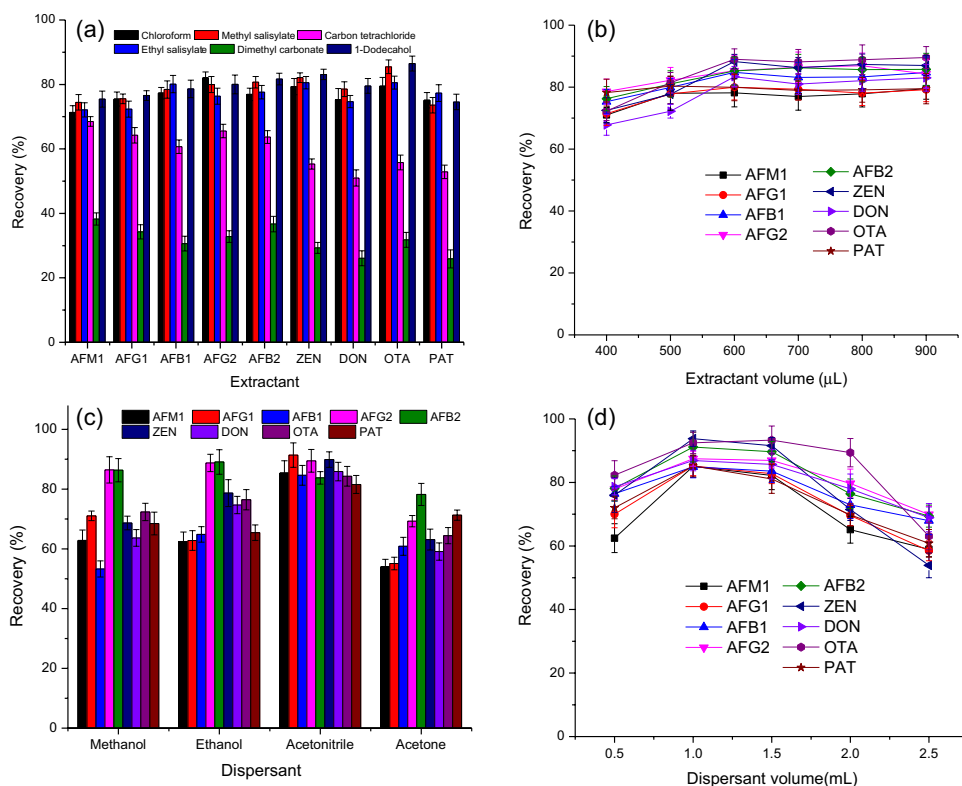 (a)
Chloroform Methyl salisylate Carbon tetrachloride
Ethyl salisylate Dimethyl carbonate 1-Dodecahol
Recovery (%)
100
80
60
40
20
0
AFM1 AFG1 AFB1 AFG2 AFB2 ZEN DON OTA PAT
Extractant
(b)
Recovery (%)
100
80
60
40
20
0
AFM1 AFB2
AFG1 ZEN
AFB1 DON
AFG2 OTA
PAT
400 500 600 700 800 900
Extractant volume (μL)
(c)
AFM1 AFG1 AFB1 AFG2 AFB2
ZEN DON OTA PAT
Recovery (%)
100
80
60
40
20
0
Methanol Ethanol Acetonitrile Acetone
Dispersant
(d)
Recovery (%)
100
80
60
40
20
0
AFM1 AFB2
AFG1 ZEN
AFB1 DON
AFG2 OTA
PAT
0.5 1.0 1.5 2.0 2.5
Dispersant volume(mL)